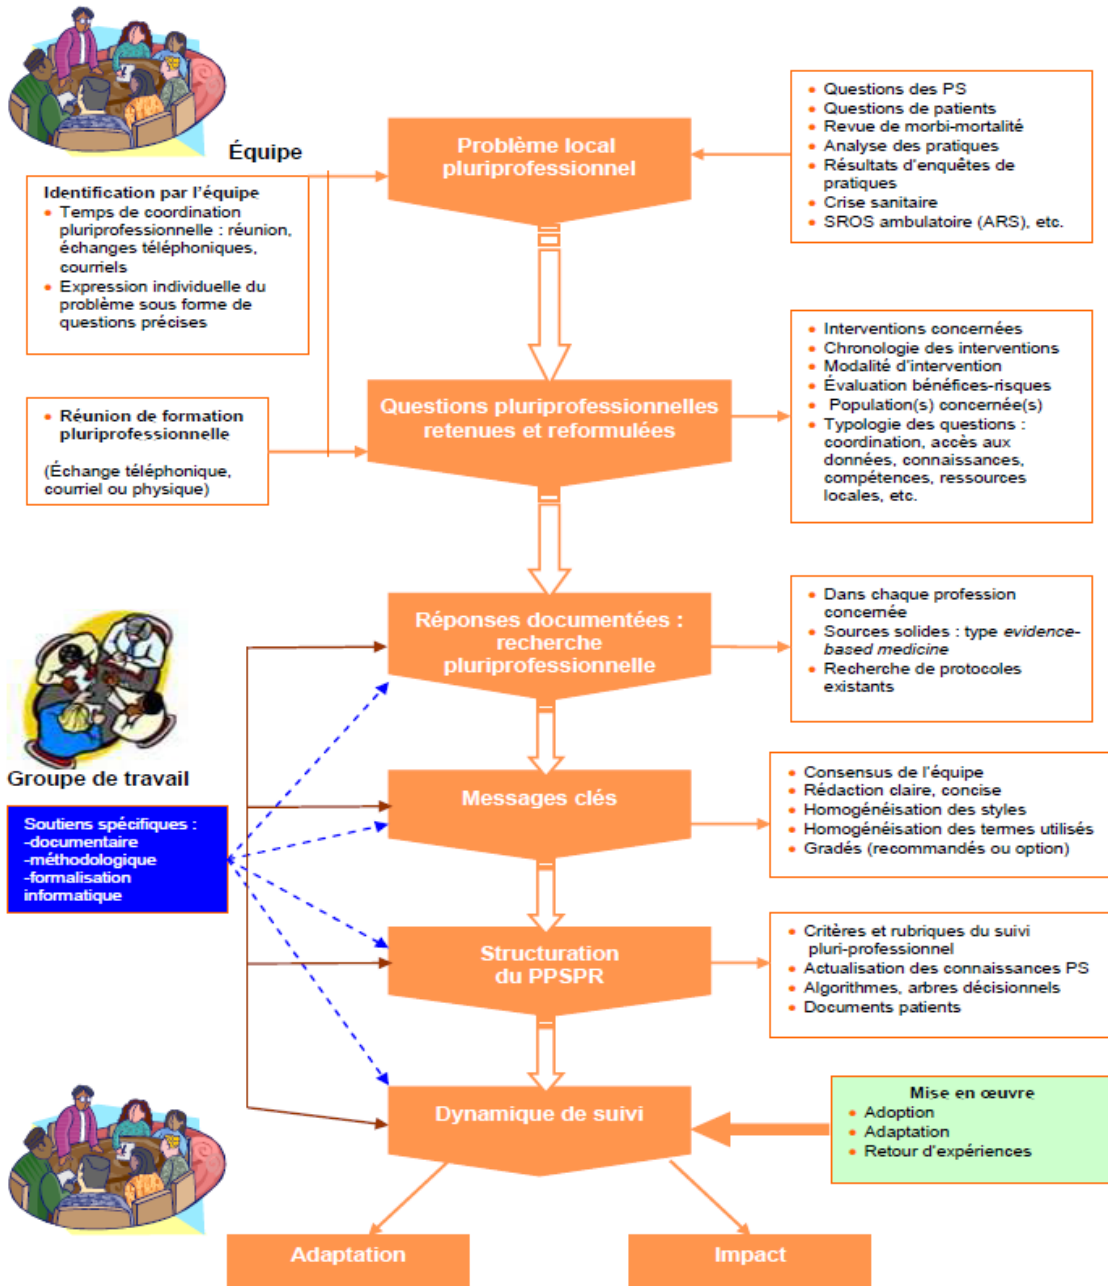 Équipe
Problème local
pluriprofessionnel
• Questions des PS
• Questions de patients
• Revue de morbi-mortalité
• Analyse des pratiques
• Résultats d'enquêtes de
pratiques
• Crise sanitaire
• SROS ambulatoire (ARS), etc.
Identification par l'équipe
• Temps de coordination
pluriprofessionnelle : réunion,
échanges téléphoniques,
courriels
• Expression individuelle du
problème sous forme de
questions précises
Questions pluriprofessionnelles
retenues et reformulées
• Interventions concernées
• Chronologie des interventions
• Modalité d'intervention
• Évaluation bénéfices-risques
• Population(s) concernée(s)
• Typologie des questions :
coordination, accès aux
données, connaissances,
compétences, ressources
locales, etc.
• Réunion de formation
pluriprofessionnelle
(Échange téléphonique,
courriel ou physique)
Réponses documentées :
recherche
pluriprofessionnelle
• Dans chaque profession
concernée
• Sources solides : type evidence-
based medicine
• Recherche de protocoles
existants
Groupe de travail
Soutiens spécifiques :
-documentaire
-méthodologique
-formalisation
informatique
Messages clés
• Consensus de l'équipe
• Rédaction claire, concise
• Homogénéisation des styles
• Homogénéisation des termes utilisés
• Gradés (recommandés ou option)
Structuration
du PPSPR
• Critères et rubriques du suivi
pluri-professionnel
• Actualisation des connaissances PS
• Algorithmes, arbres décisionnels
• Documents patients
Dynamique de suivi
Mise en œuvre
• Adoption
• Adaptation
• Retour d'expériences
Adaptation
Impact